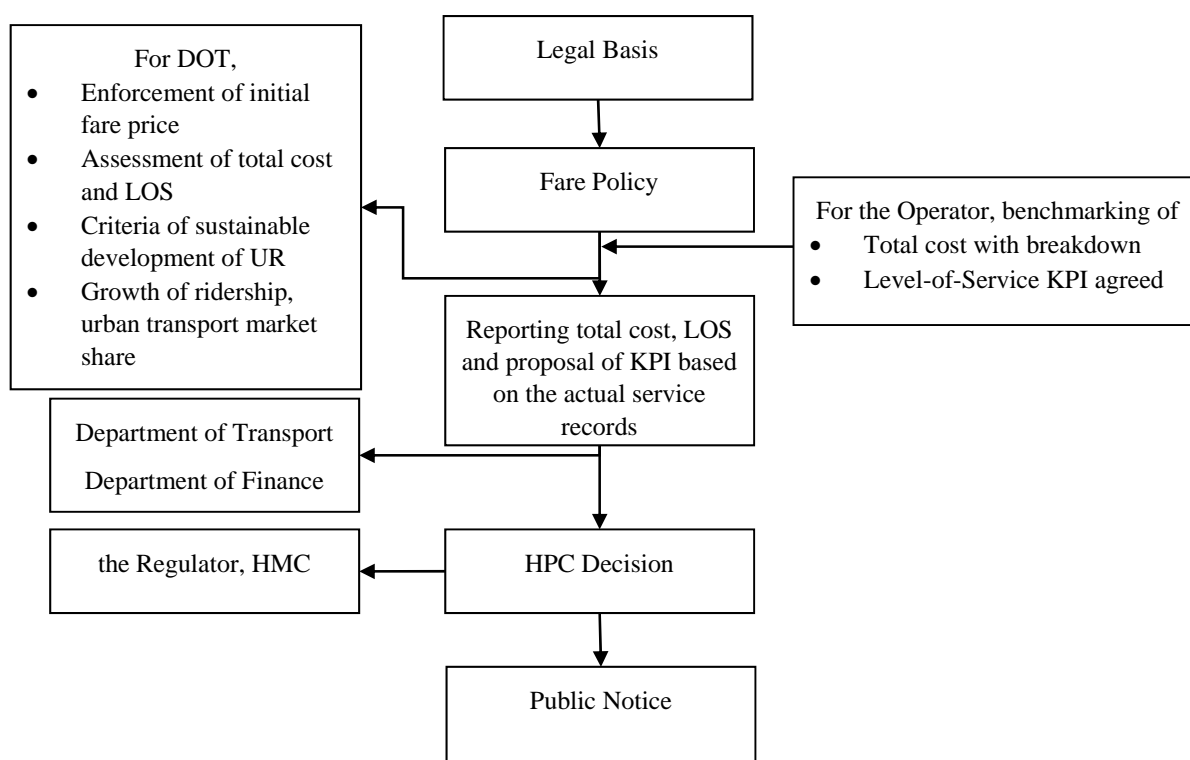 Legal Basis
For DOT,
• Enforcement of initial
fare price
• Assessment of total cost
and LOS
• Criteria of sustainable
development of UR
• Growth of ridership,
urban transport market
share
Fare Policy
For the Operator, benchmarking of
• Total cost with breakdown
• Level-of-Service KPI agreed
Reporting total cost, LOS
and proposal of KPI based
on the actual service
records
Department of Transport
Department of Finance
the Regulator, HMC
HPC Decision
Public Notice